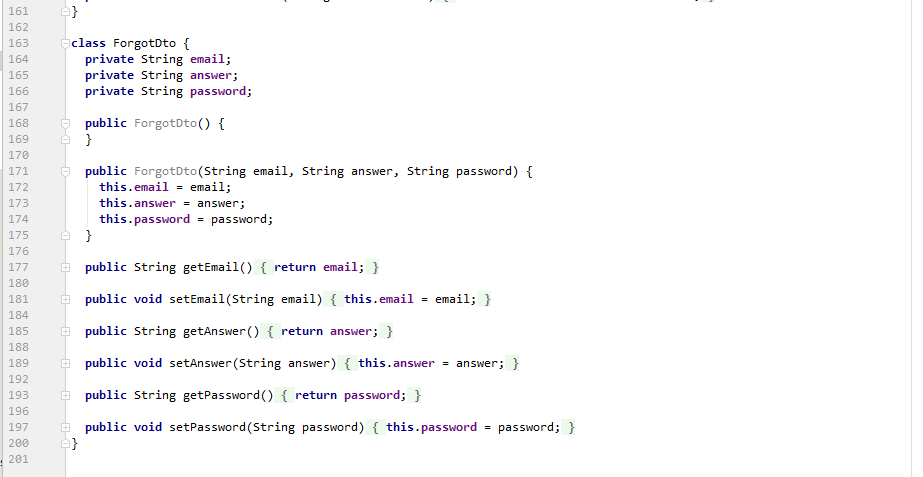 161 }
162
163 class ForgotDto {
164 private String email;
165 private String answer;
166 private String password;
167
168 public ForgotDto() {
169 }
170
171 public ForgotDto(String email, String answer, String password) {
172 this.email = email;
173 this.answer = answer;
174 this.password = password;
175 }
176
177 public String getEmail() { return email; }
180
181 public void setEmail(String email) { this.email = email; }
184
185 public String getAnswer() { return answer; }
188
189 public void setAnswer(String answer) { this.answer = answer; }
192
193 public String getPassword() { return password; }
196
197 public void setPassword(String password) { this.password = password; }
200 }
201